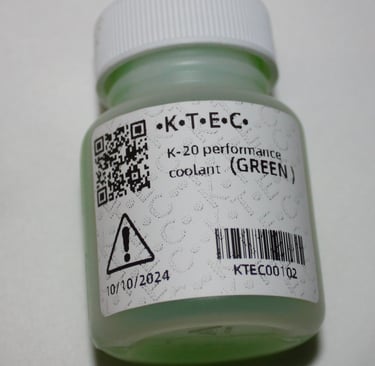 ·K·T·E·C·
K-20 performance
coolant (GREEN)
10/10/2024
KTEC00102